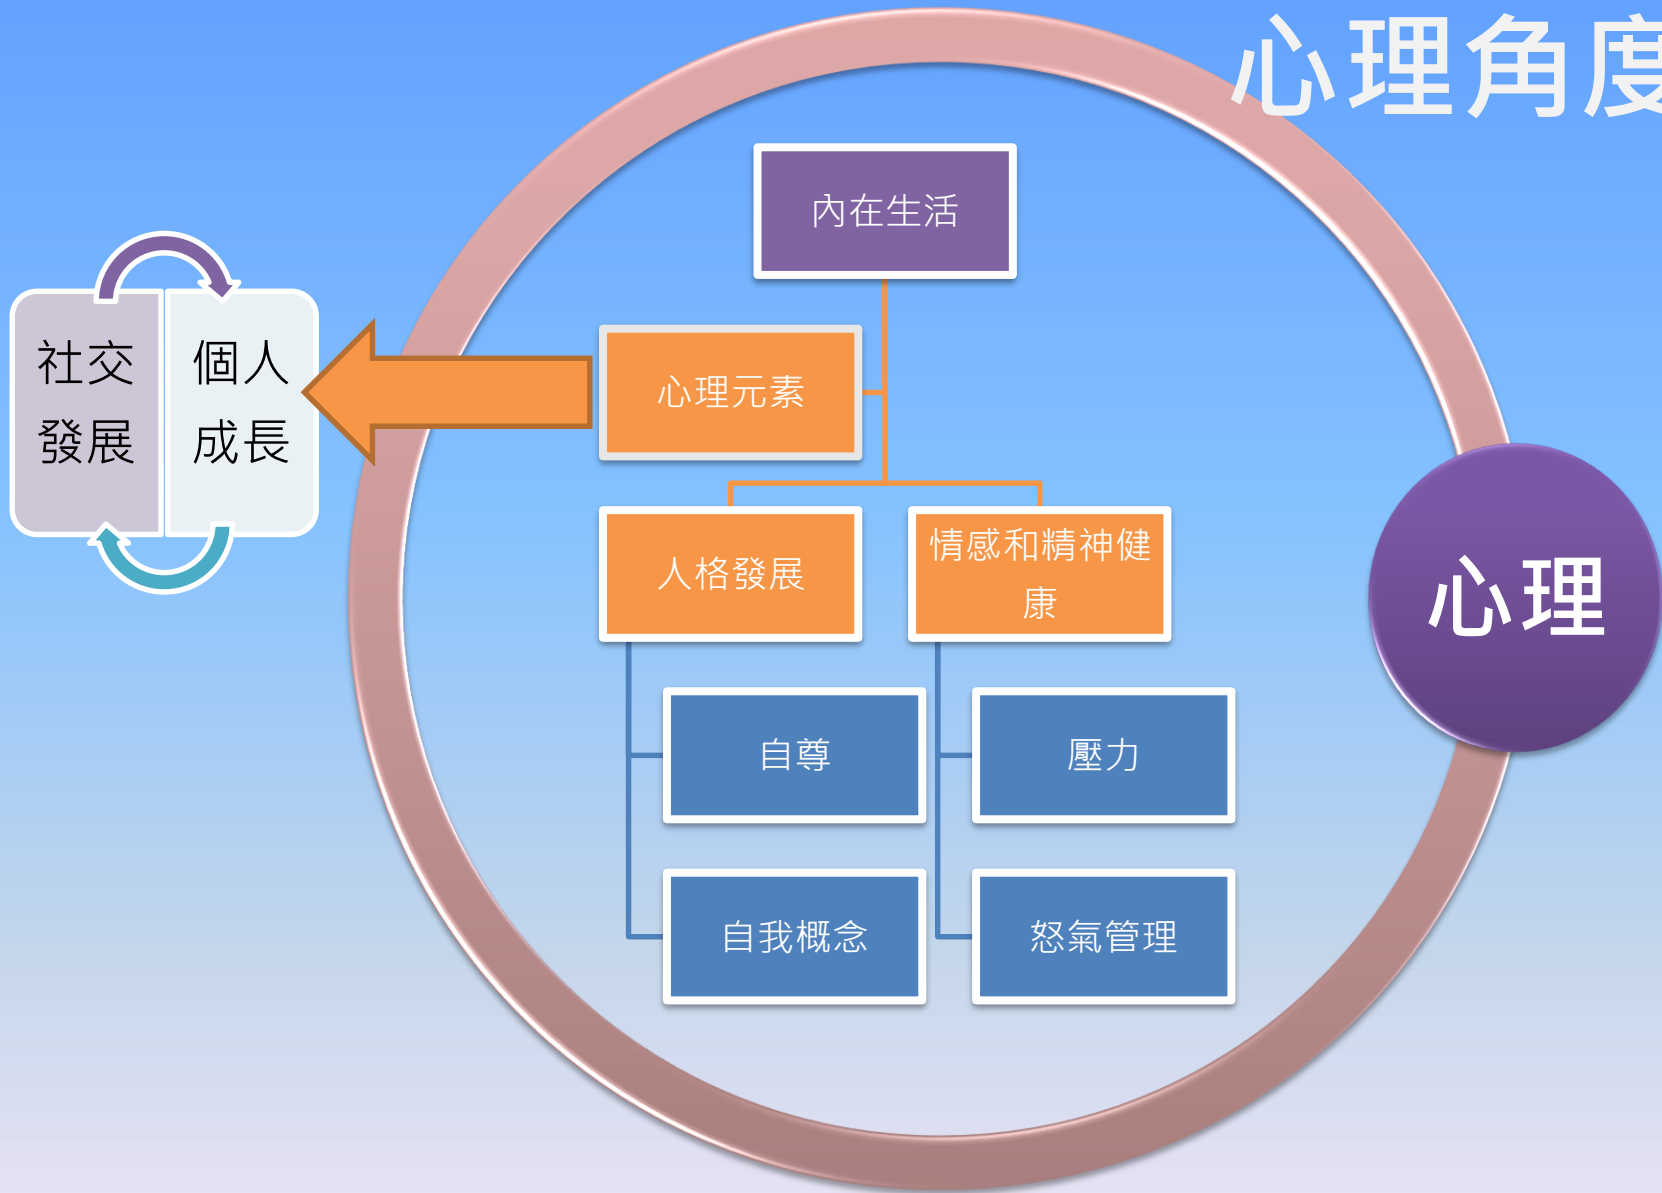 心理角度
內在生活
社交
發展
個人
成長
心理元素
人格發展
情感和精神健
康
心理
自尊
壓力
自我概念
怒氣管理